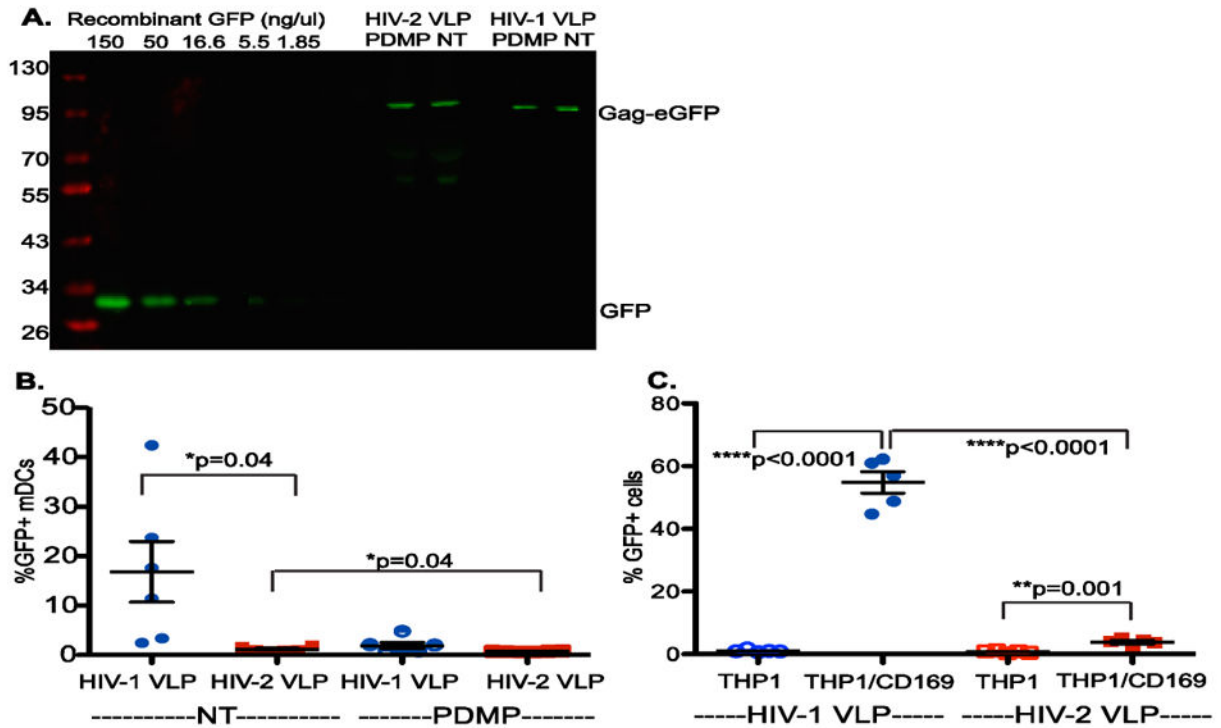 A.
Recombinant GFP (ng/ul)
150 50 16.6 5.5 1.85
HIV-2 VLP
PDMP NT
HIV-1 VLP
PDMP NT
130
95
70
55
43
34
26
Gag-eGFP
GFP
B.
%GFP+ mDCs
50
40
30
20
10
0
*p=0.04
*p=0.04
HIV-1 VLP HIV-2 VLP HIV-1 VLP HIV-2 VLP
----------NT---------- -------PDMP-------
C.
% GFP+ cells
80
60
40
20
0
****p<0.0001
****p<0.0001
**p=0.001
THP1 THP1/CD169 THP1 THP1/CD169
-----HIV-1 VLP----- -----HIV-2 VLP-----